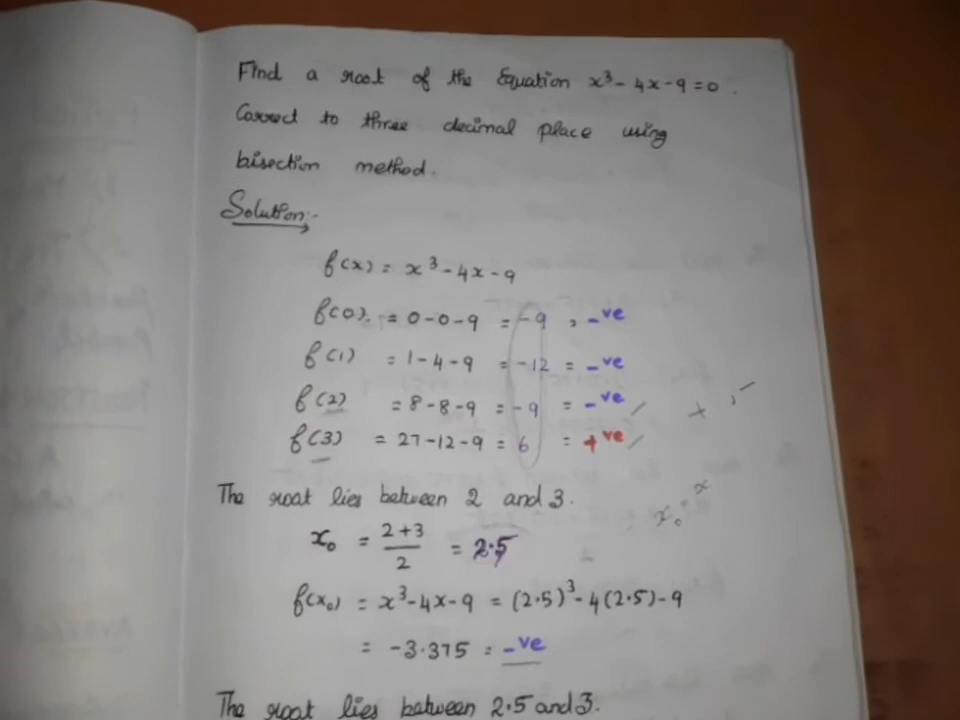 Find a root of the Equation x³ - 4x - 9 = 0.
Correct to three decimal place using
bisection method.
Solution:-
f(x) = x³ - 4x - 9
f(0). = 0-0-9 = -9 , -ve
f(1) = 1-4-9 = -12 = -ve
f(2) = 8-8-9 = -9 = -ve
f(3) = 27-12-9 = 6 = +ve
+ , -
The root lies between 2 and 3.
x₀ = (2+3)/2 = 2.5
f(x₀) = x³-4x-9 = (2.5)³- 4(2.5)-9
= -3.375 = -ve
The root lies between 2.5 and 3.